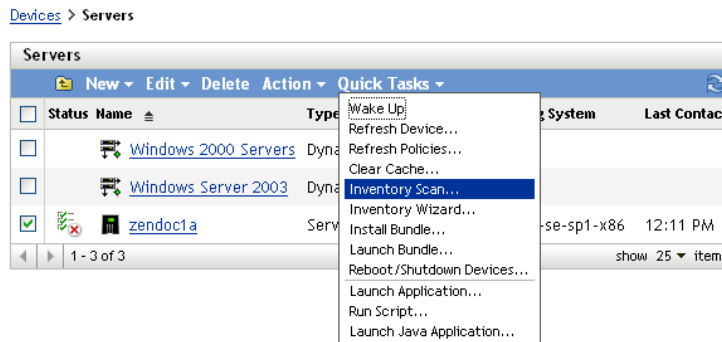 Devices > Servers
Servers
New Edit Delete Action Quick Tasks
Status Name Type g System Last Contac
Windows 2000 Servers Dyna
Windows Server 2003 Dyna
zendoc1a Serv -se-sp1-x86 12:11 PM
1 - 3 of 3 show 25 item
Wake Up
Refresh Device...
Refresh Policies...
Clear Cache...
Inventory Scan...
Inventory Wizard...
Install Bundle...
Launch Bundle...
Reboot/Shutdown Devices...
Launch Application...
Run Script...
Launch Java Application...